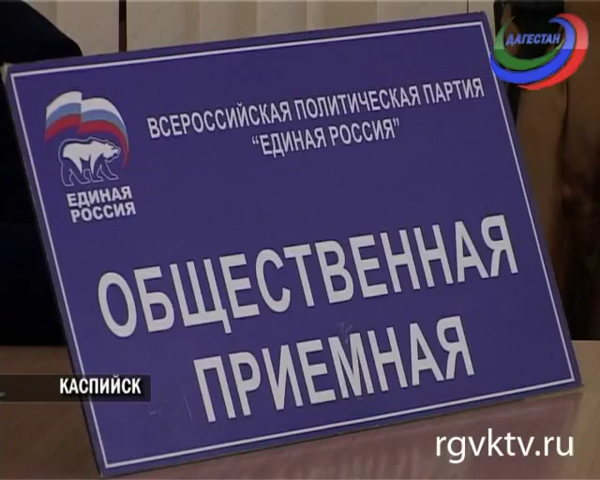 ДАГЕСТАН
ВСЕРОССИЙСКАЯ ПОЛИТИЧЕСКАЯ ПАРТИЯ
"ЕДИНАЯ РОССИЯ"
ЕДИНАЯ
РОССИЯ
ОБЩЕСТВЕННАЯ
ПРИЕМНАЯ
КАСПИЙСК
rgvktv.ru